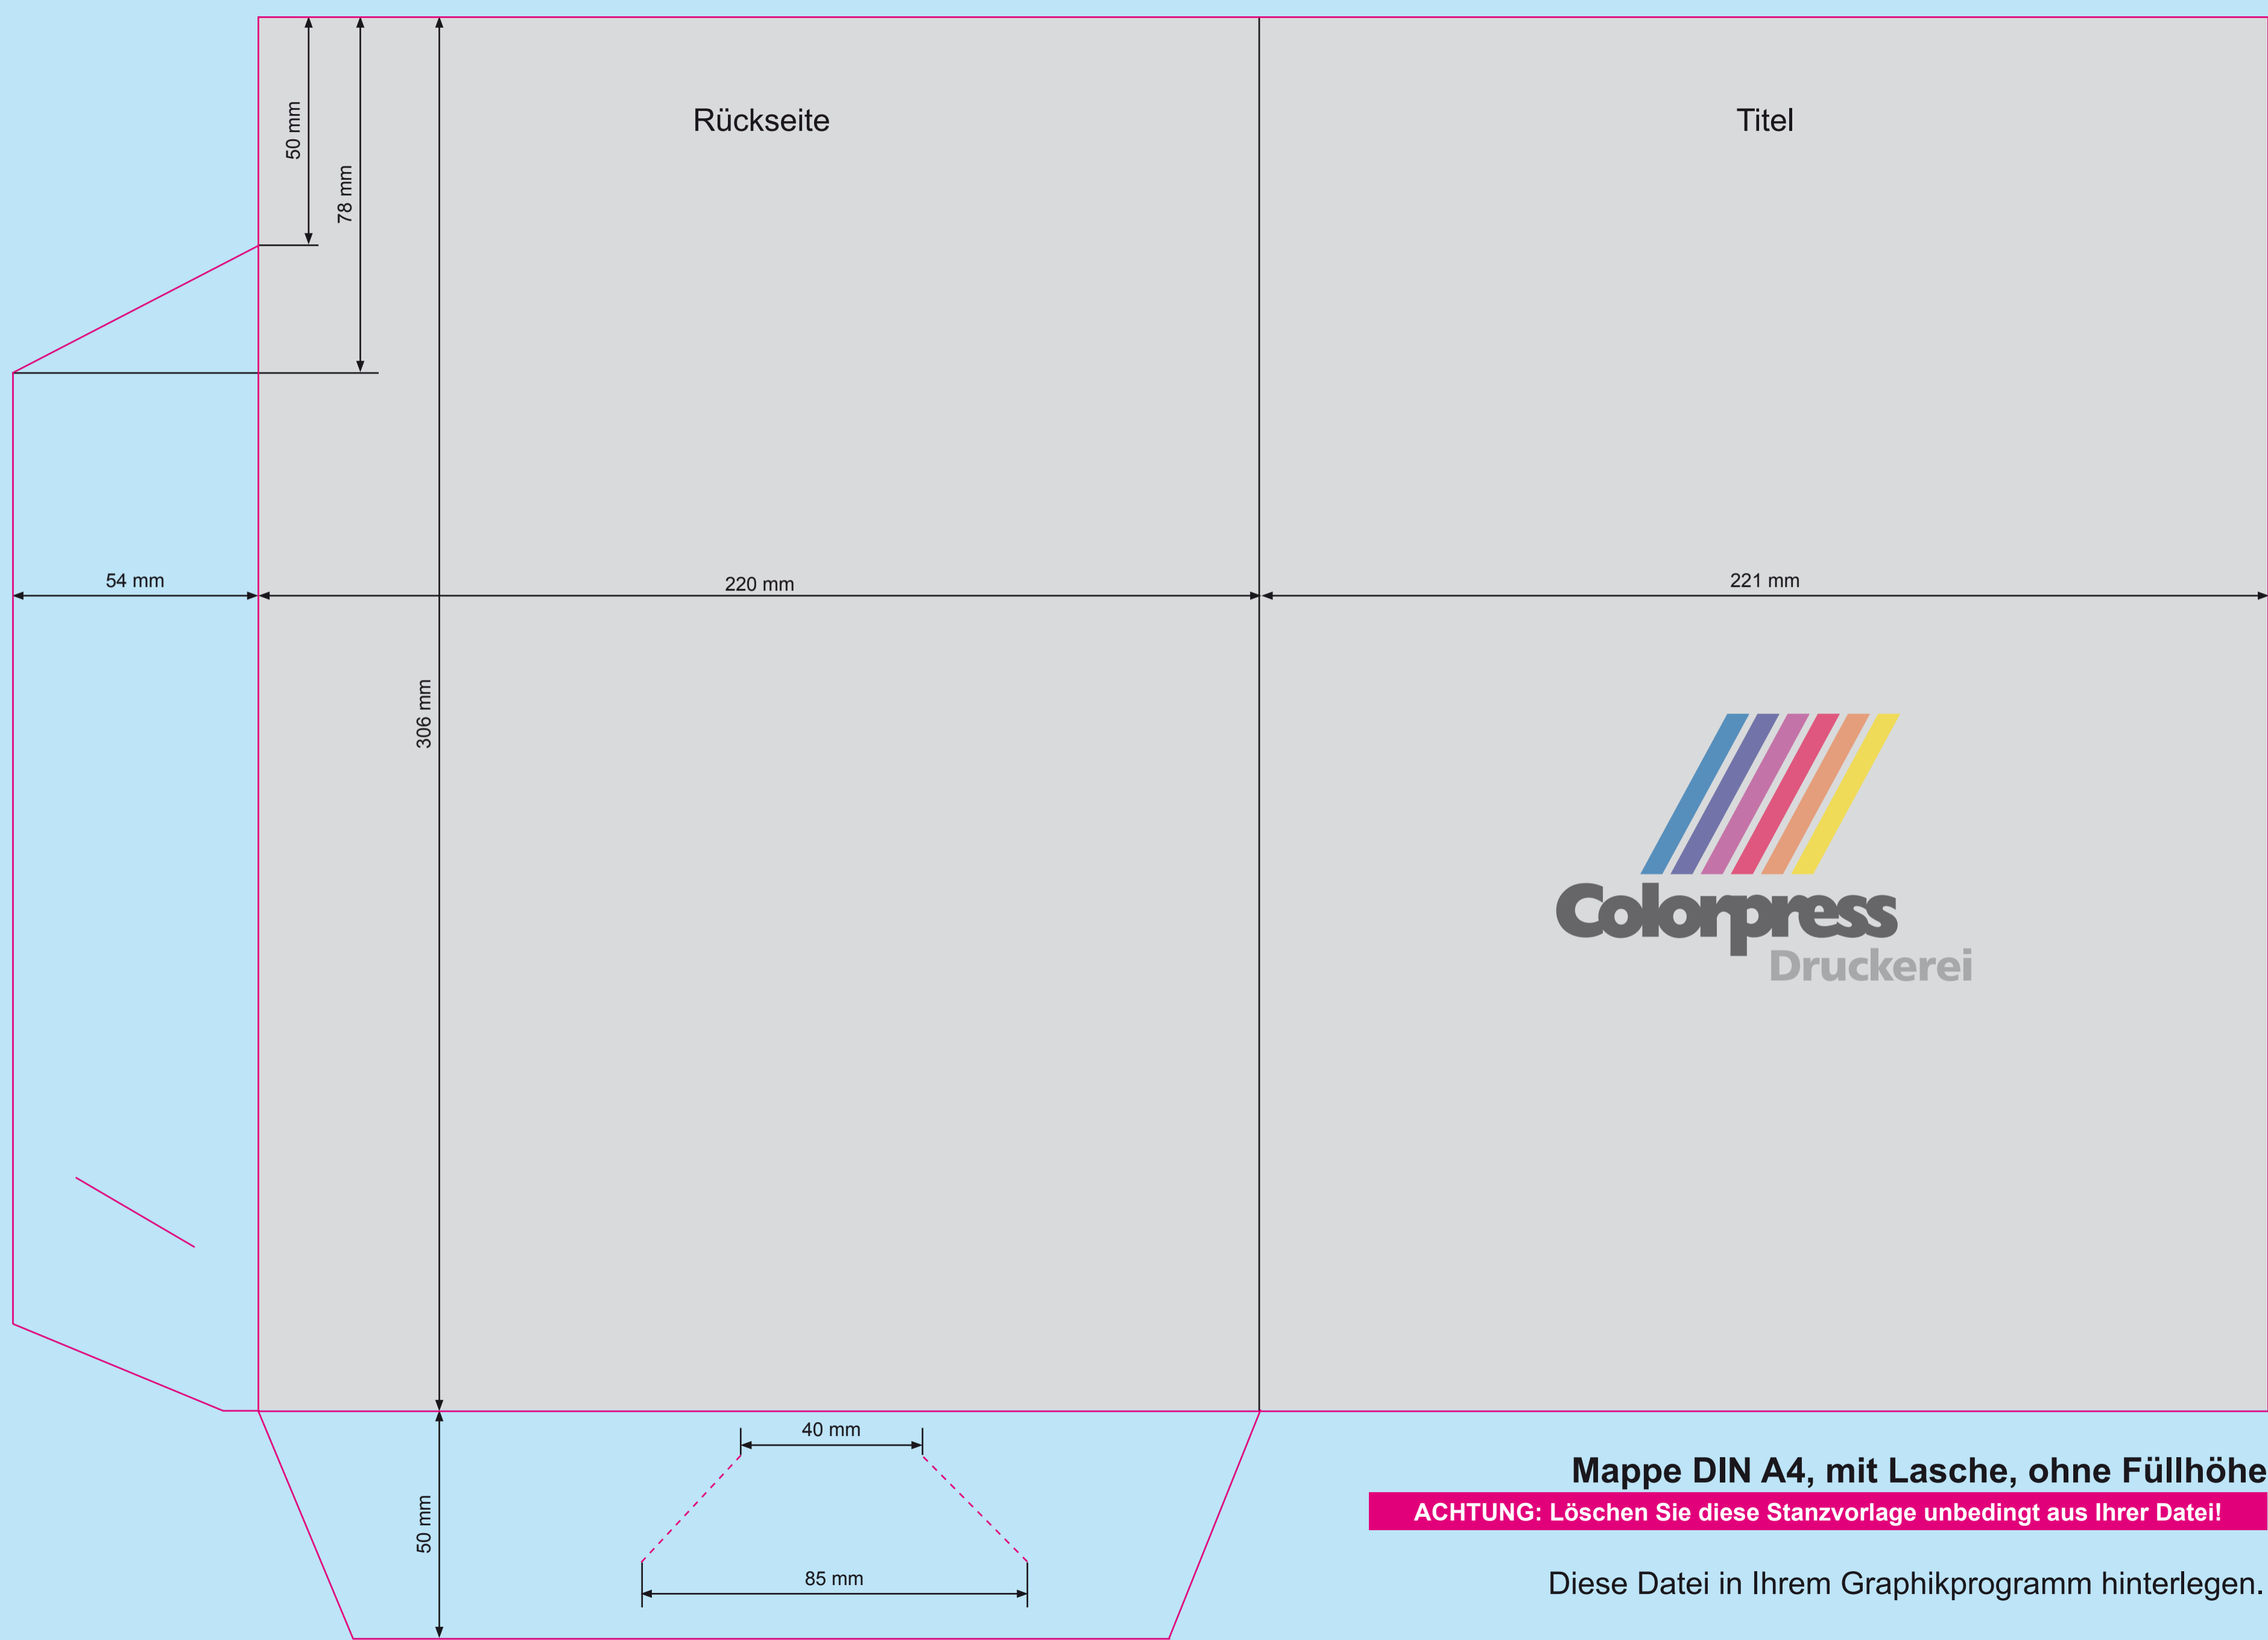 Rückseite
Titel
50 mm
78 mm
54 mm
220 mm
221 mm
306 mm
Colorpress
Druckerei
40 mm
50 mm
85 mm
Mappe DIN A4, mit Lasche, ohne Füllhöhe
ACHTUNG: Löschen Sie diese Stanzvorlage unbedingt aus Ihrer Datei!
Diese Datei in Ihrem Graphikprogramm hinterlegen.